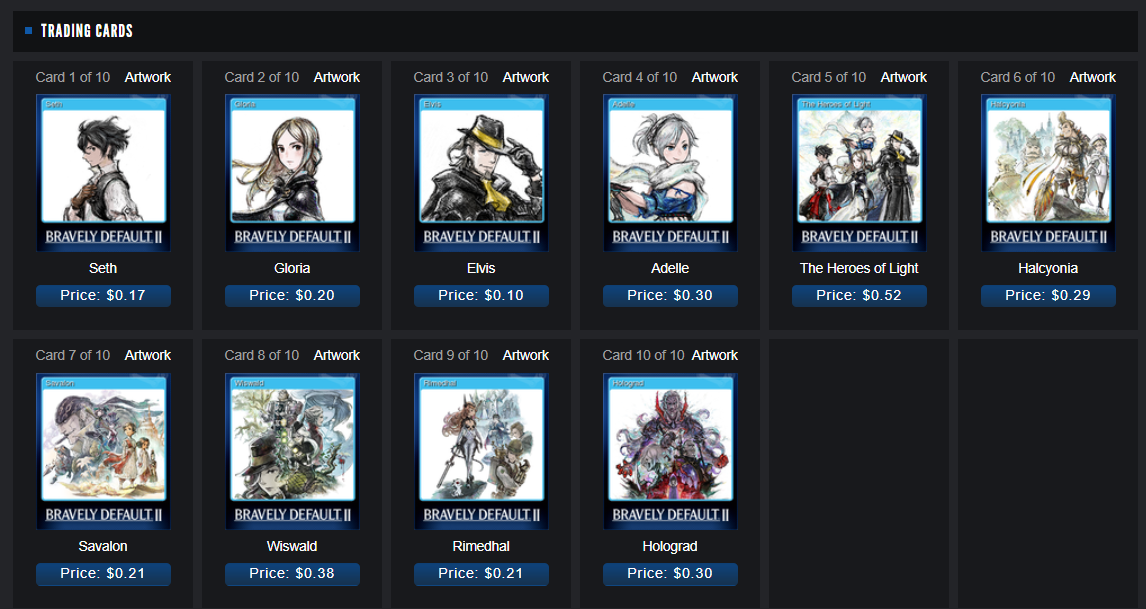 TRADING CARDS
Card 1 of 10 Artwork
Seth
BRAVELY DEFAULT II
Seth
Price: $0.17
Card 2 of 10 Artwork
Gloria
BRAVELY DEFAULT II
Gloria
Price: $0.20
Card 3 of 10 Artwork
Elvis
BRAVELY DEFAULT II
Elvis
Price: $0.10
Card 4 of 10 Artwork
Adelle
BRAVELY DEFAULT II
Adelle
Price: $0.30
Card 5 of 10 Artwork
The Heroes of Light
BRAVELY DEFAULT II
The Heroes of Light
Price: $0.52
Card 6 of 10 Artwork
Halcyonia
BRAVELY DEFAULT II
Halcyonia
Price: $0.29
Card 7 of 10 Artwork
Savalon
BRAVELY DEFAULT II
Savalon
Price: $0.21
Card 8 of 10 Artwork
Wiswald
BRAVELY DEFAULT II
Wiswald
Price: $0.38
Card 9 of 10 Artwork
Rimedhal
BRAVELY DEFAULT II
Rimedhal
Price: $0.21
Card 10 of 10 Artwork
Holograd
BRAVELY DEFAULT II
Holograd
Price: $0.30